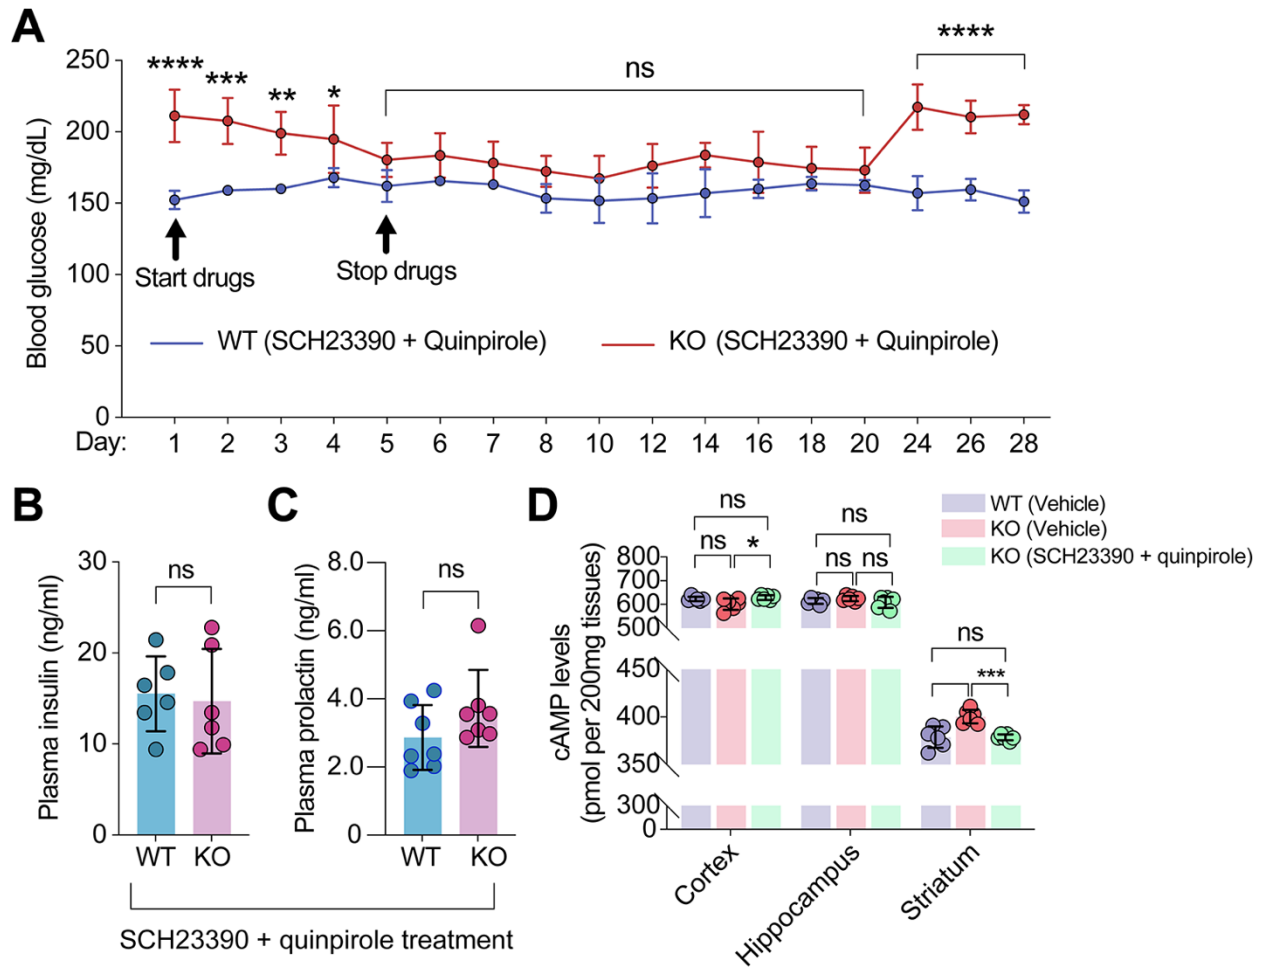 A
Blood glucose (mg/dL)
250
200
150
100
50
0
**** *** ** * ns ****
Start drugs
Stop drugs
WT (SCH23390 + Quinpirole)
KO (SCH23390 + Quinpirole)
Day: 1 2 3 4 5 6 7 8 10 12 14 16 18 20 24 26 28
B
Plasma insulin (ng/ml)
30
20
10
0
ns
WT KO
C
Plasma prolactin (ng/ml)
8.0
6.0
4.0
2.0
0
ns
WT KO
SCH23390 + quinpirole treatment
D
WT (Vehicle)
KO (Vehicle)
KO (SCH23390 + quinpirole)
cAMP levels
(pmol per 200mg tissues)
800
700
600
500
450
400
350
300
0
ns
ns *
ns
ns ns
ns
***
Cortex
Hippocampus
Striatum